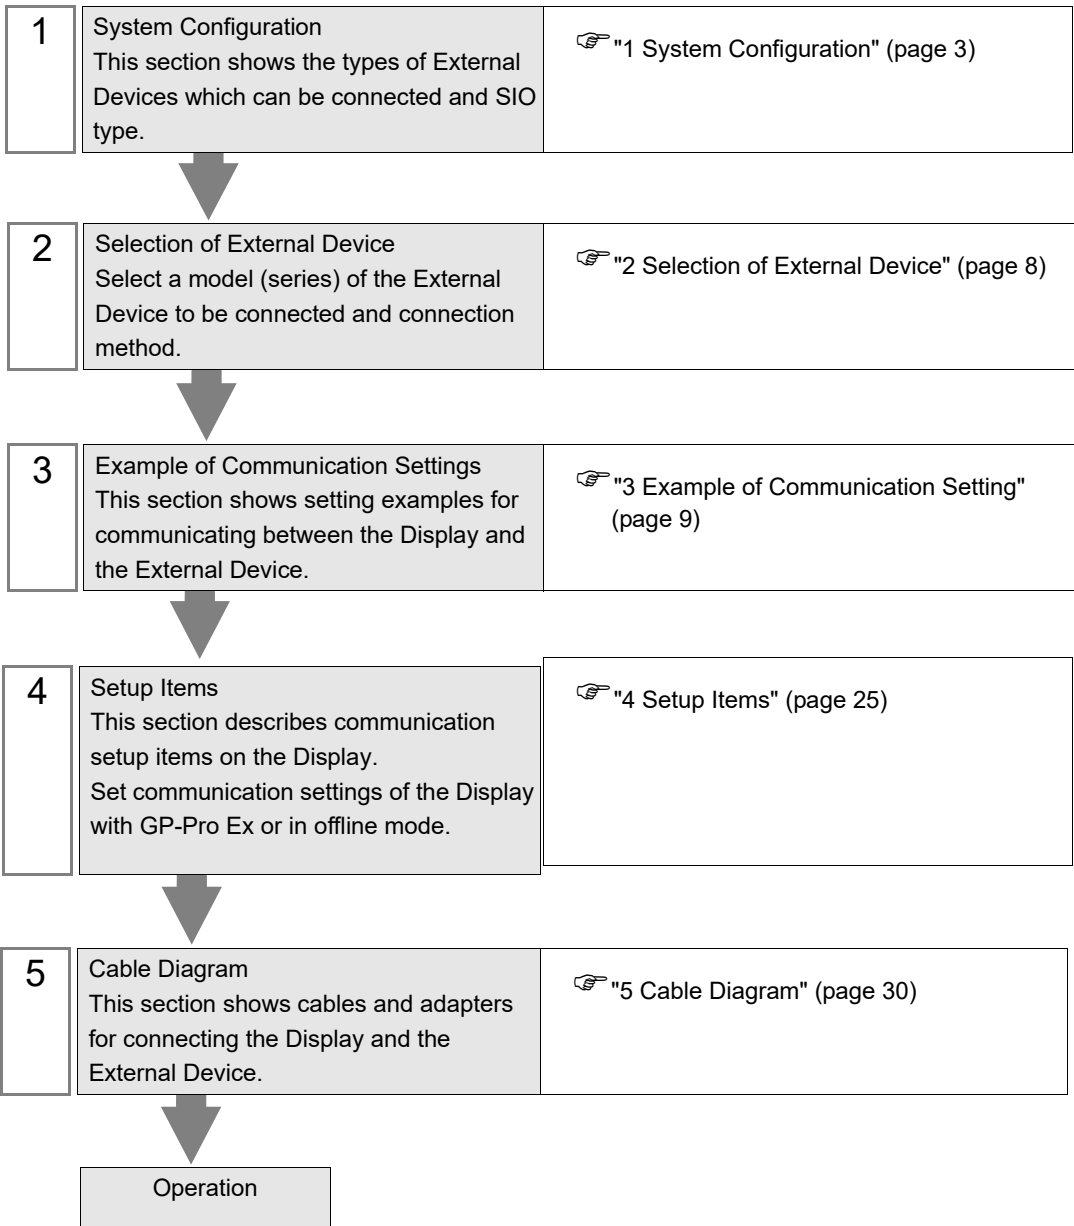 1
System Configuration
This section shows the types of External
Devices which can be connected and SIO
type.
"1 System Configuration" (page 3)
2
Selection of External Device
Select a model (series) of the External
Device to be connected and connection
method.
"2 Selection of External Device" (page 8)
3
Example of Communication Settings
This section shows setting examples for
communicating between the Display and
the External Device.
"3 Example of Communication Setting"
(page 9)
4
Setup Items
This section describes communication
setup items on the Display.
Set communication settings of the Display
with GP-Pro Ex or in offline mode.
"4 Setup Items" (page 25)
5
Cable Diagram
This section shows cables and adapters
for connecting the Display and the
External Device.
"5 Cable Diagram" (page 30)
Operation